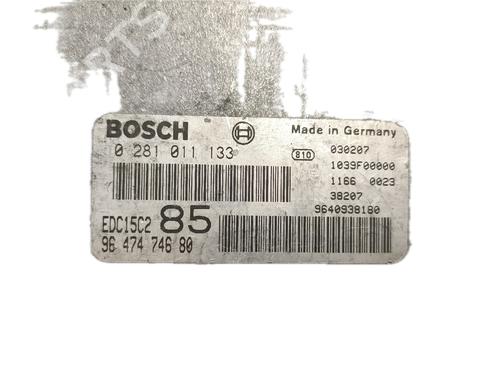 PARTS
BOSCH
Made in Germany
0 281 011 133
810
030207
1039F00000
1166 0023
38207
9640938180
EDC15C2 85
96 474 746 80